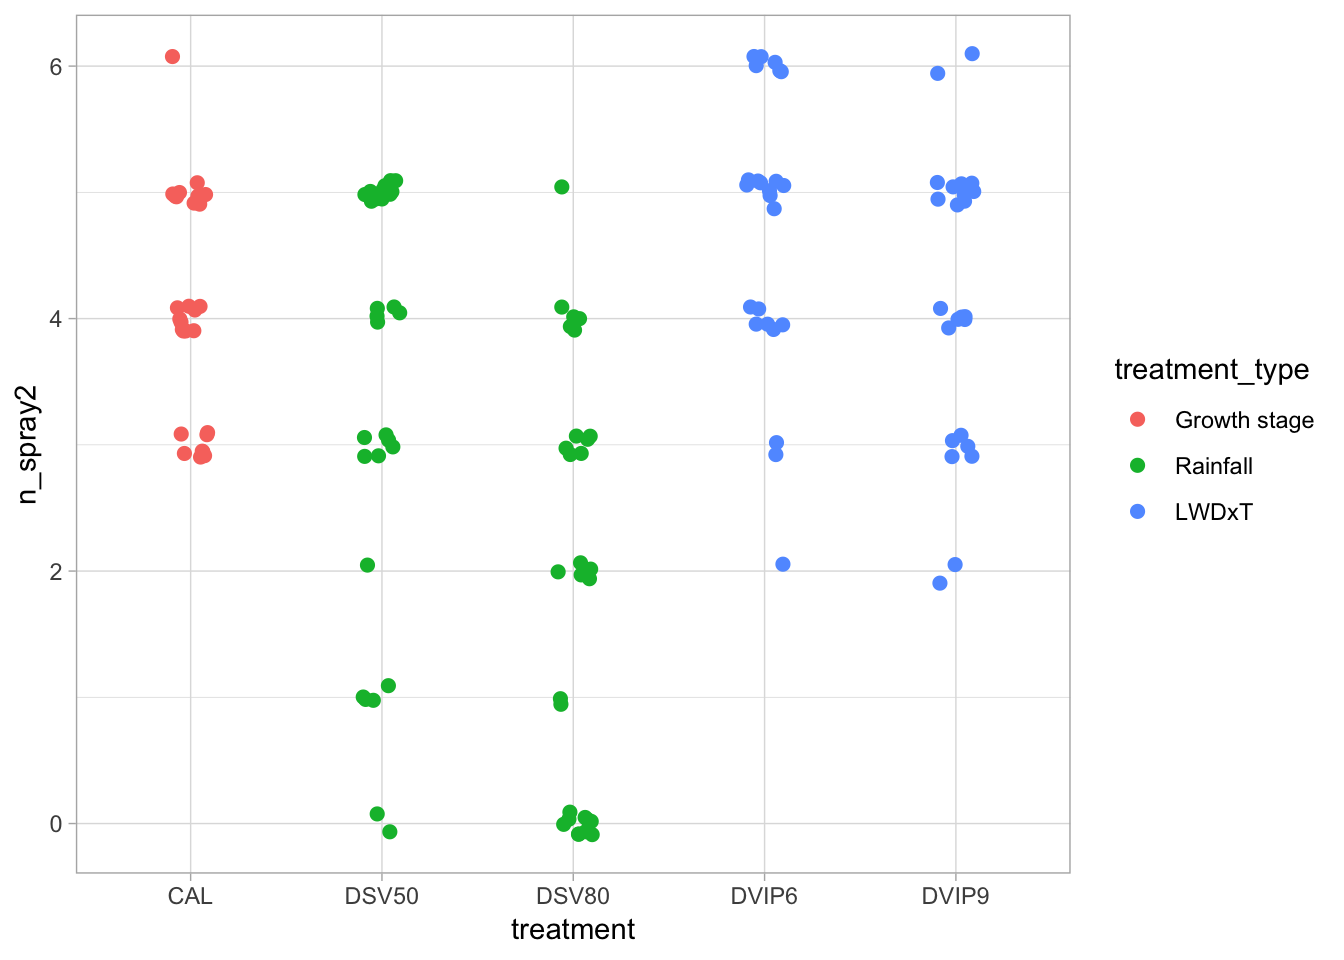 6
4
2
0
n_spray2
CAL DSV50 DSV80 DVIP6 DVIP9
treatment
treatment_type
Growth stage
Rainfall
LWDxT